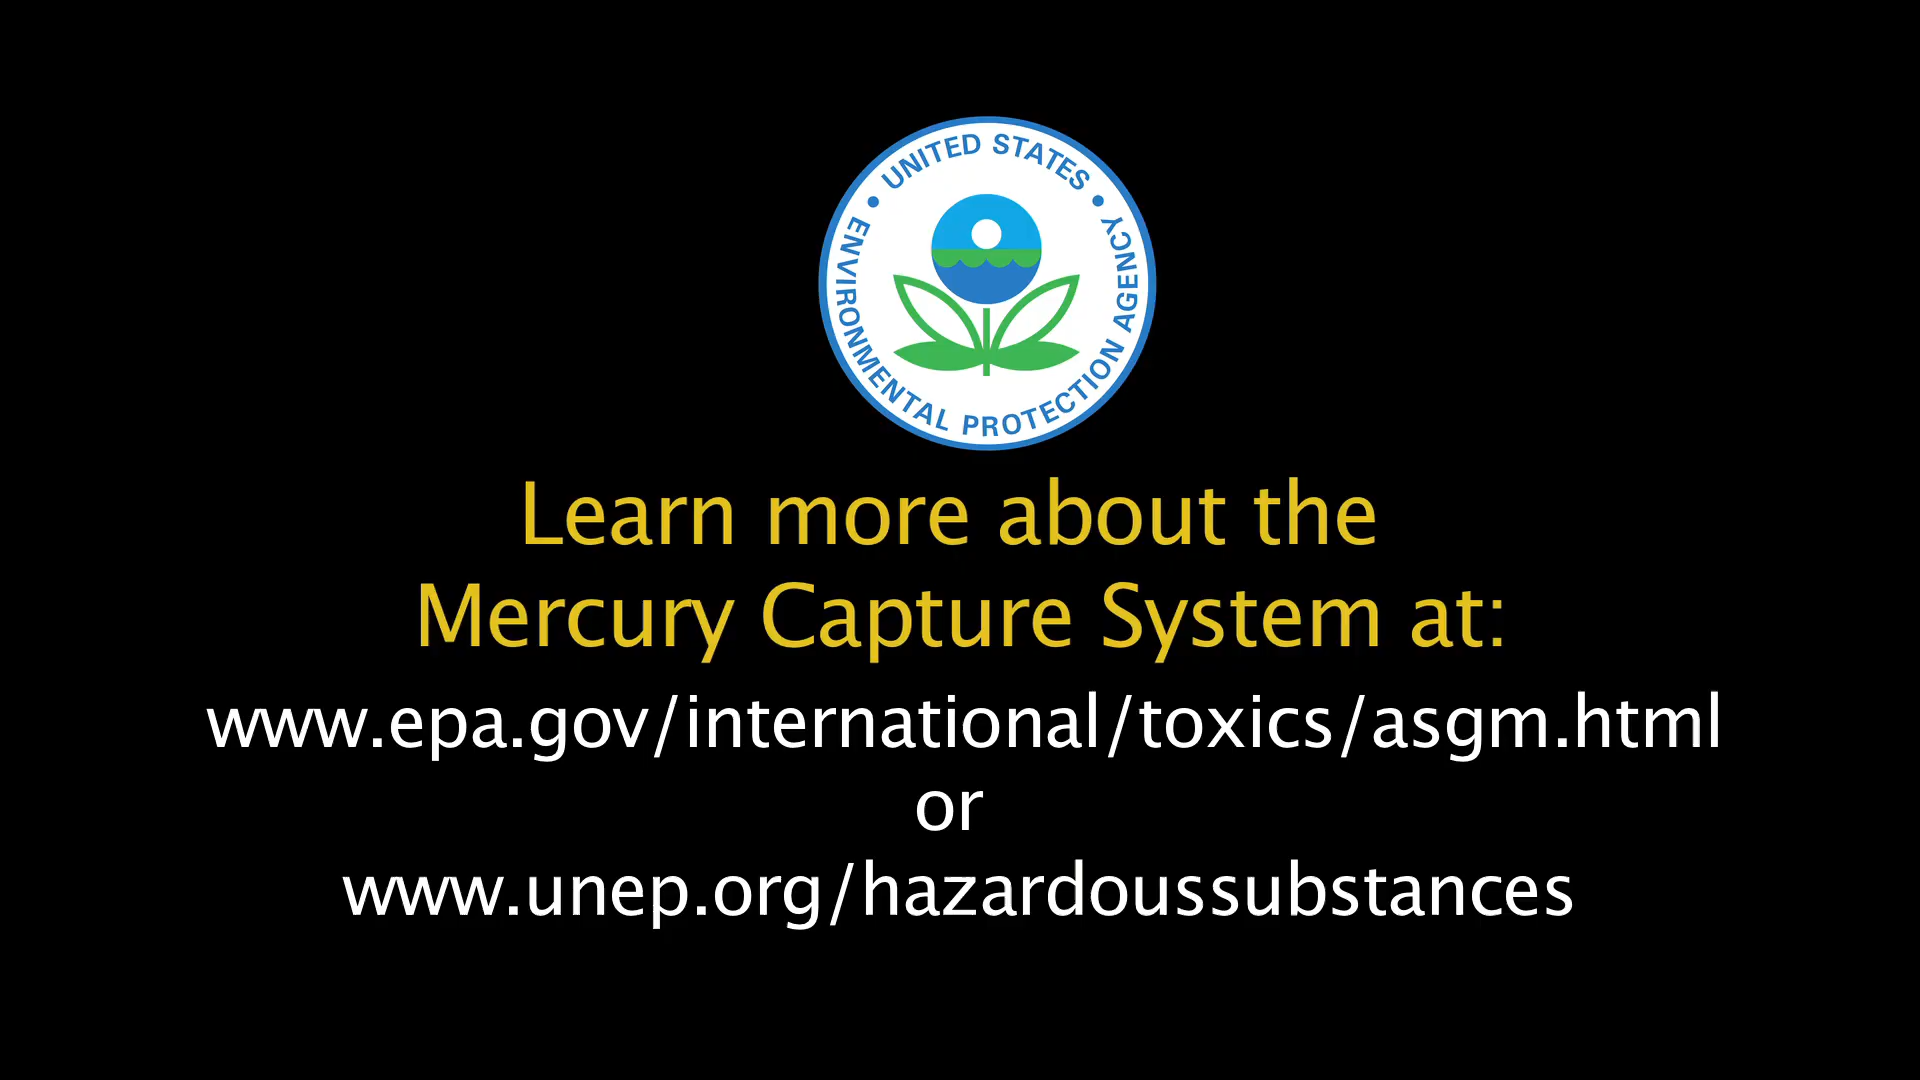 UNITED STATES • ENVIRONMENTAL PROTECTION AGENCY •
Learn more about the
Mercury Capture System at:
www.epa.gov/international/toxics/asgm.html
or
www.unep.org/hazardoussubstances